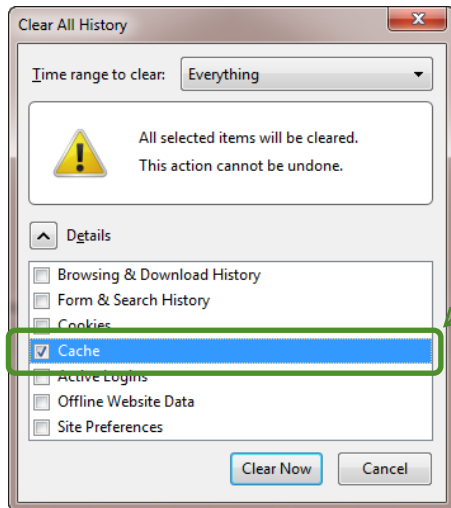 Clear All History
Time range to clear: Everything
All selected items will be cleared.
This action cannot be undone.
Details
Browsing & Download History
Form & Search History
Cookies
Cache
Active Logins
Offline Website Data
Site Preferences
Clear Now Cancel